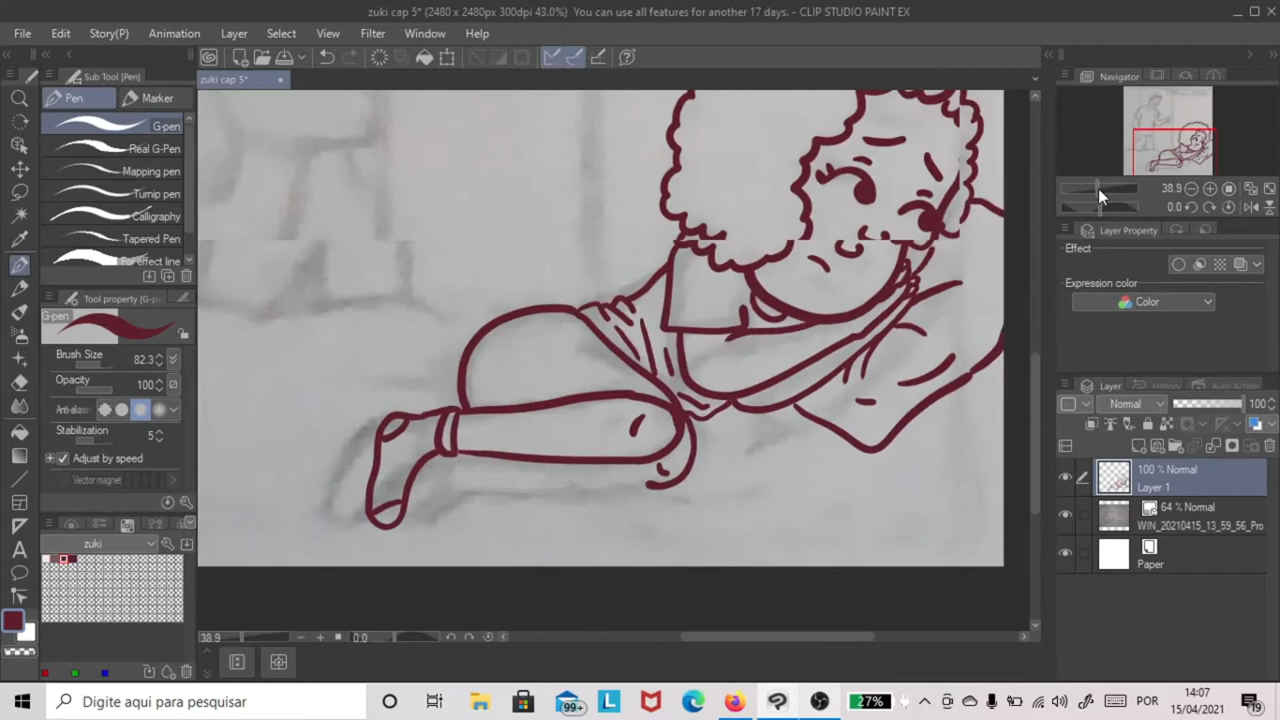 zuki cap 5* (2480 x 2480px 300dpi 43.0%)  You can use all features for another 17 days. - CLIP STUDIO PAINT EX
File Edit Story(P) Animation Layer Select View Filter Window Help
Sub Tool [Pen]
zuki cap 5*
Navigator
Pen Marker
G-pen
Real G-Pen
Mapping pen
Turnip pen
Calligraphy
Tapered Pen
For effect line
38.9
0.0
Layer Property
Effect
Expression color
Color
Tool property [G-pe
G-pen
Brush Size 82.3
Opacity 100
Anti-alias
Stabilization 5
Adjust by speed
Vector magnet
zuki
Layer History Auto Action
Normal 100
100 % Normal
Layer 1
64 % Normal
WIN_20210415_13_59_56_Pro
Paper
38.9 0.0
Digite aqui para pesquisar
99+
L
27%
POR
14:07
15/04/2021
19